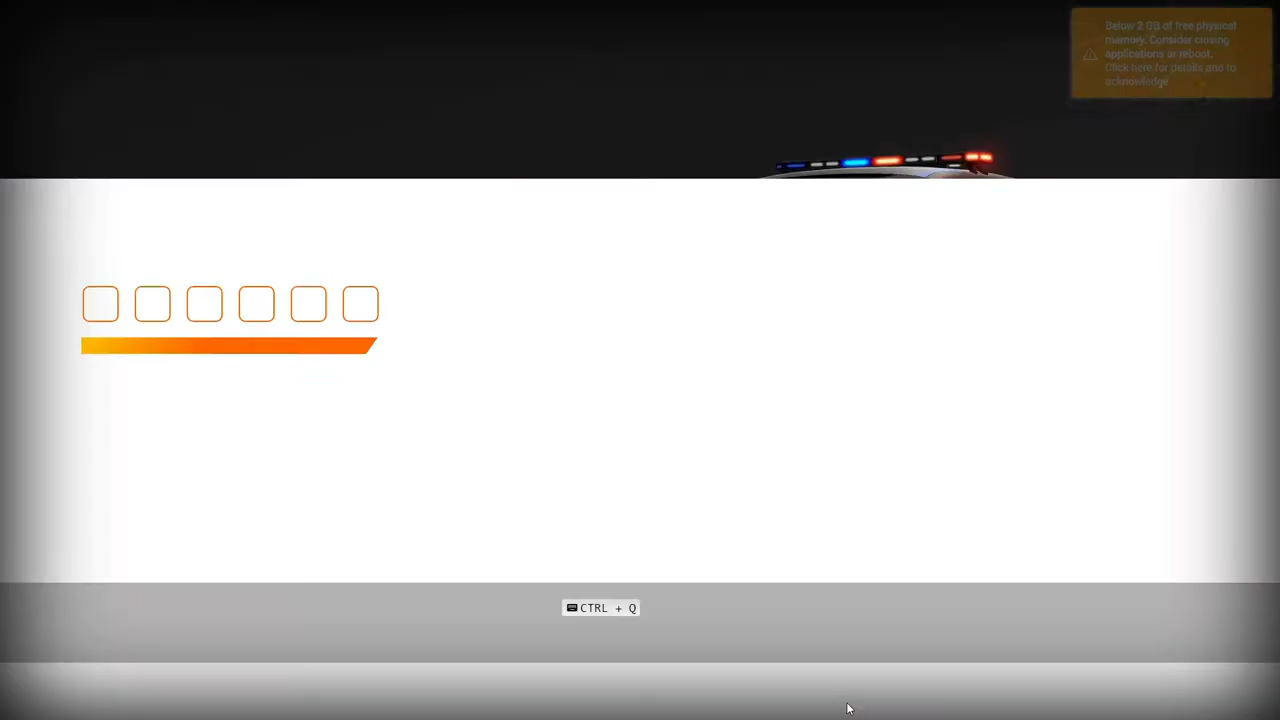 Below 2 GB of free physical
memory. Consider closing
applications or reboot.
Click here for details and to
acknowledge
CTRL + Q